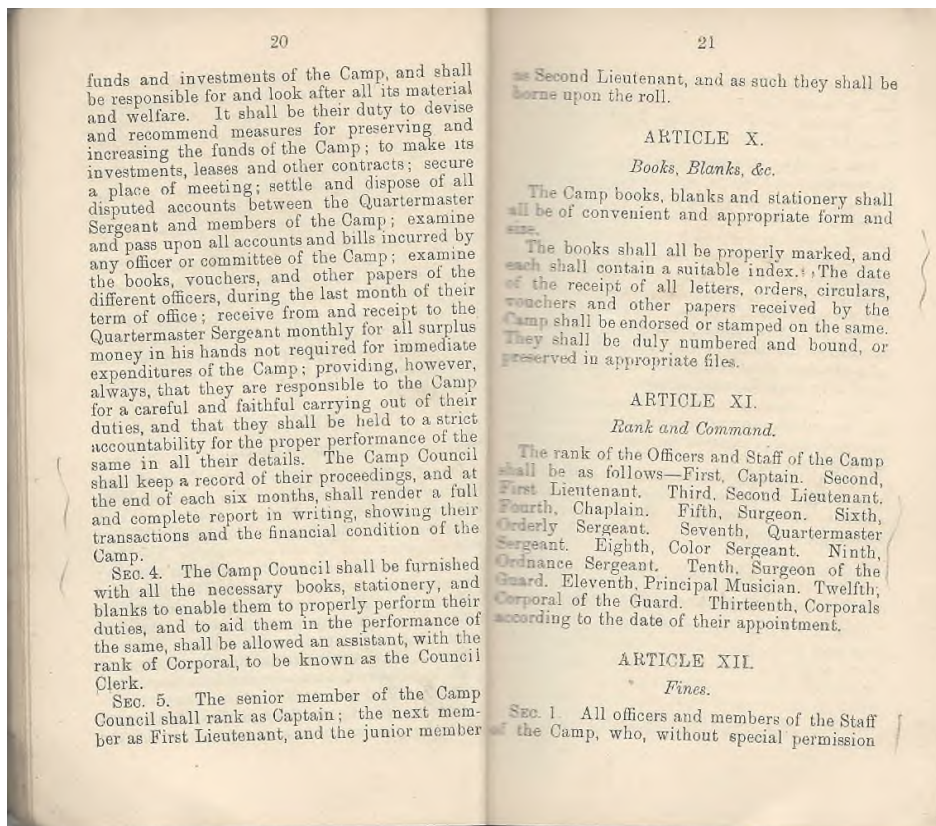 20
funds and investments of the Camp, and shall
be responsible for and look after all its material
and welfare. It shall be their duty to devise
and recommend measures for preserving and
increasing the funds of the Camp; to make its
investments, leases and other contracts; secure
a place of meeting; settle and dispose of all
disputed accounts between the Quartermaster
Sergeant and members of the Camp; examine
and pass upon all accounts and bills incurred by
any officer or committee of the Camp; examine
the books, vouchers, and other papers of the
different officers, during the last month of their
term of office; receive from and receipt to the
Quartermaster Sergeant monthly for all surplus
money in his hands not required for immediate
expenditures of the Camp; providing, however,
always, that they are responsible to the Camp
for a careful and faithful carrying out of their
duties, and that they shall be held to a strict
accountability for the proper performance of the
same in all their details. The Camp Council
shall keep a record of their proceedings, and at
the end of each six months, shall render a full
and complete report in writing, showing their
transactions and the financial condition of the
Camp.
SEC. 4. The Camp Council shall be furnished
with all the necessary books, stationery, and
blanks to enable them to properly perform their
duties, and to aid them in the performance of
the same, shall be allowed an assistant, with the
rank of Corporal, to be known as the Council
Clerk.
SEC. 5. The senior member of the Camp
Council shall rank as Captain; the next mem-
ber as First Lieutenant, and the junior member
21
as Second Lieutenant, and as such they shall be
borne upon the roll.
ARTICLE X.
Books, Blanks, &c.
The Camp books, blanks and stationery shall
all be of convenient and appropriate form and
size.
The books shall all be properly marked, and
each shall contain a suitable index. The date
of the receipt of all letters, orders, circulars,
vouchers and other papers received by the
Camp shall be endorsed or stamped on the same.
They shall be duly numbered and bound, or
preserved in appropriate files.
ARTICLE XI.
Rank and Command.
The rank of the Officers and Staff of the Camp
shall be as follows—First, Captain. Second,
First Lieutenant. Third, Second Lieutenant.
Fourth, Chaplain. Fifth, Surgeon. Sixth,
Orderly Sergeant. Seventh, Quartermaster
Sergeant. Eighth, Color Sergeant. Ninth,
Ordnance Sergeant. Tenth, Surgeon of the
Guard. Eleventh, Principal Musician. Twelfth,
Corporal of the Guard. Thirteenth, Corporals
according to the date of their appointment.
ARTICLE XII.
Fines.
SEC. 1 All officers and members of the Staff
of the Camp, who, without special permission